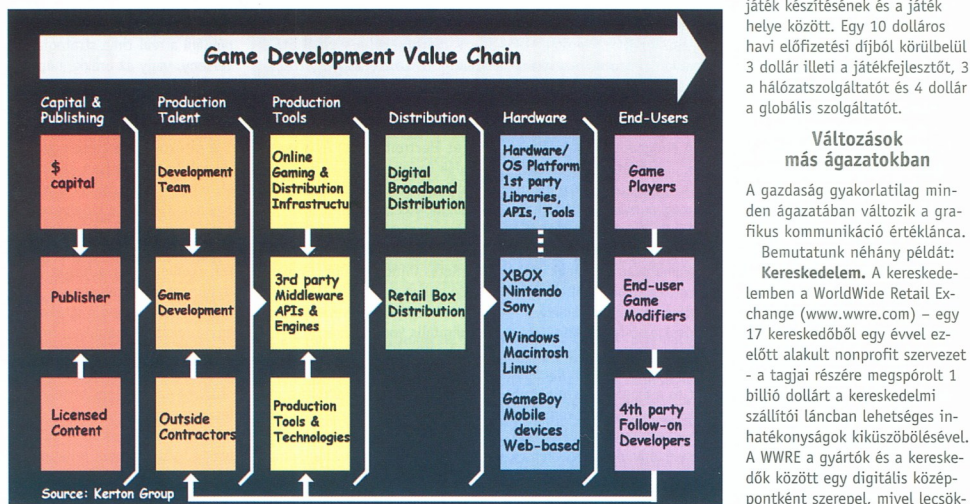 Game Development Value Chain
Capital &
Publishing
Production
Talent
Production
Tools
Distribution
Hardware
End-Users
$
capital
Publisher
Licensed
Content
Development
Team
Game
Development
Outside
Contractors
Online
Gaming &
Distribution
Infrastructu
3rd party
Middleware
APIs &
Engines
Production
Tools &
Technologies
Digital
Broadband
Distribution
Retail Box
Distribution
Hardware/
OS Platform
1st party
Libraries,
APIs, Tools
XBOX
Nintendo
Sony
Windows
Macintosh
Linux
GameBoy
Mobile
devices
Web-based
Game
Players
End-user
Game
Modifiers
4th party
Follow-on
Developers
Source: Kerton Group
játék készítésének és a játék
helye között. Egy 10 dolláros
havi előfizetési díjból körülbelül
3 dollár illeti a játékfejlesztőt, 3
a hálózatszolgáltatót és 4 dollár
a globális szolgáltatót.
Változások
más ágazatokban
A gazdaság gyakorlatilag min-
den ágazatában változik a gra-
fikus kommunikáció értéklánca.
Bemutatunk néhány példát:
Kereskedelem. A kereskede-
lemben a WorldWide Retail Ex-
change (www.wwre.com) – egy
17 kereskedőből egy évvel ez-
előtt alakult nonprofit szervezet
- a tagjai részére megspórolt 1
billió dollárt a kereskedelmi
szállítói láncban lehetséges in-
hatékonyságok kiküszöbölésével.
A WWRE a gyártók és a kereske-
dők között egy digitális közép-
pontként szerepel, mivel lecsök-